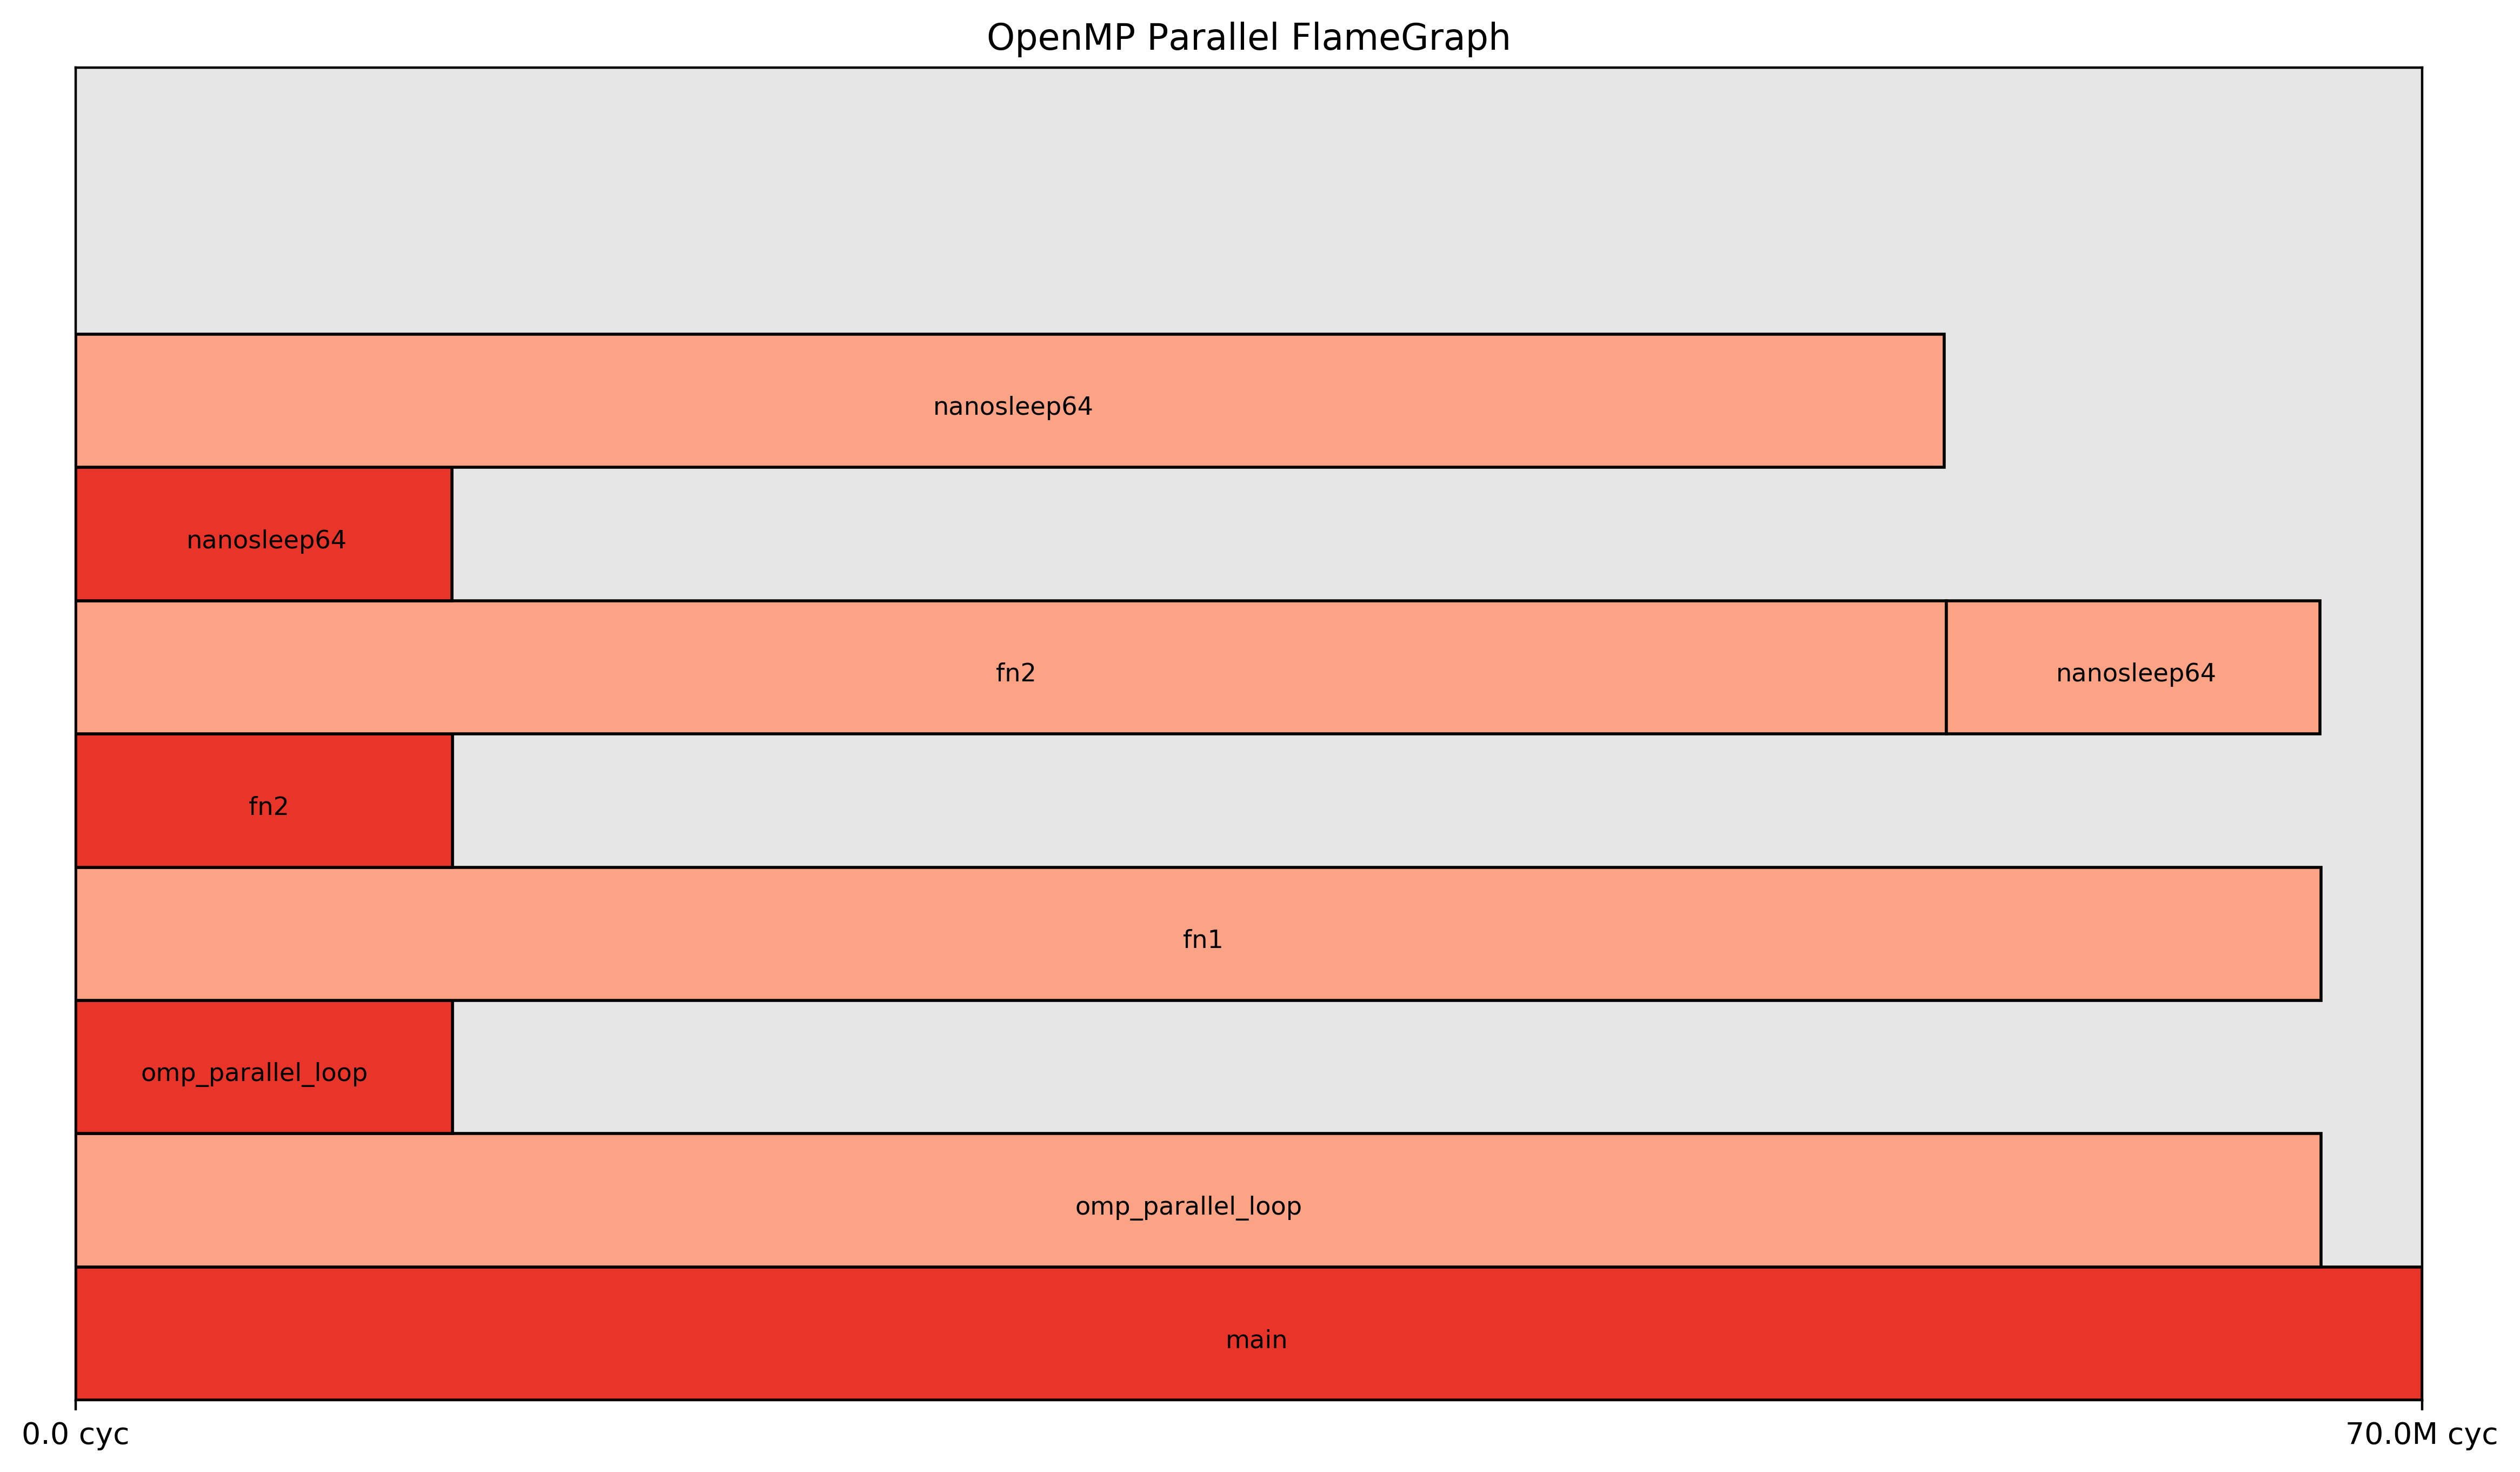 OpenMP Parallel FlameGraph
nanosleep64
nanosleep64
fn2
nanosleep64
fn2
fn1
omp_parallel_loop
omp_parallel_loop
main
0.0 cyc
70.0M cyc